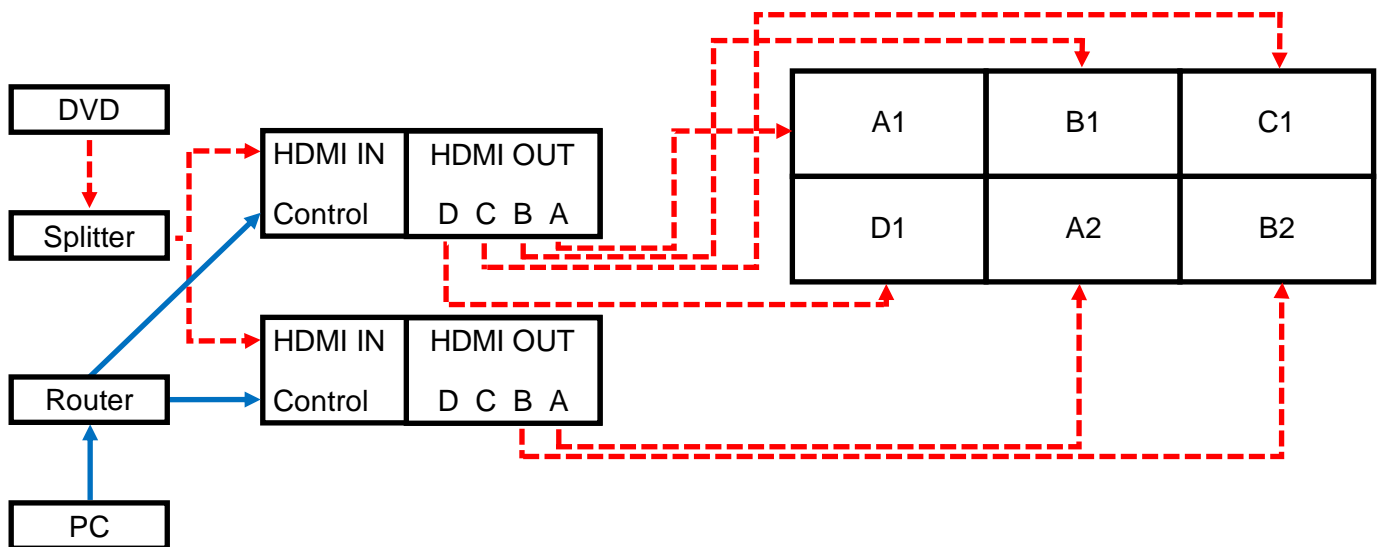 DVD
Splitter
Router
PC
HDMI IN
Control
HDMI OUT
D C B A
HDMI IN
Control
HDMI OUT
D C B A
A1 B1 C1
D1 A2 B2